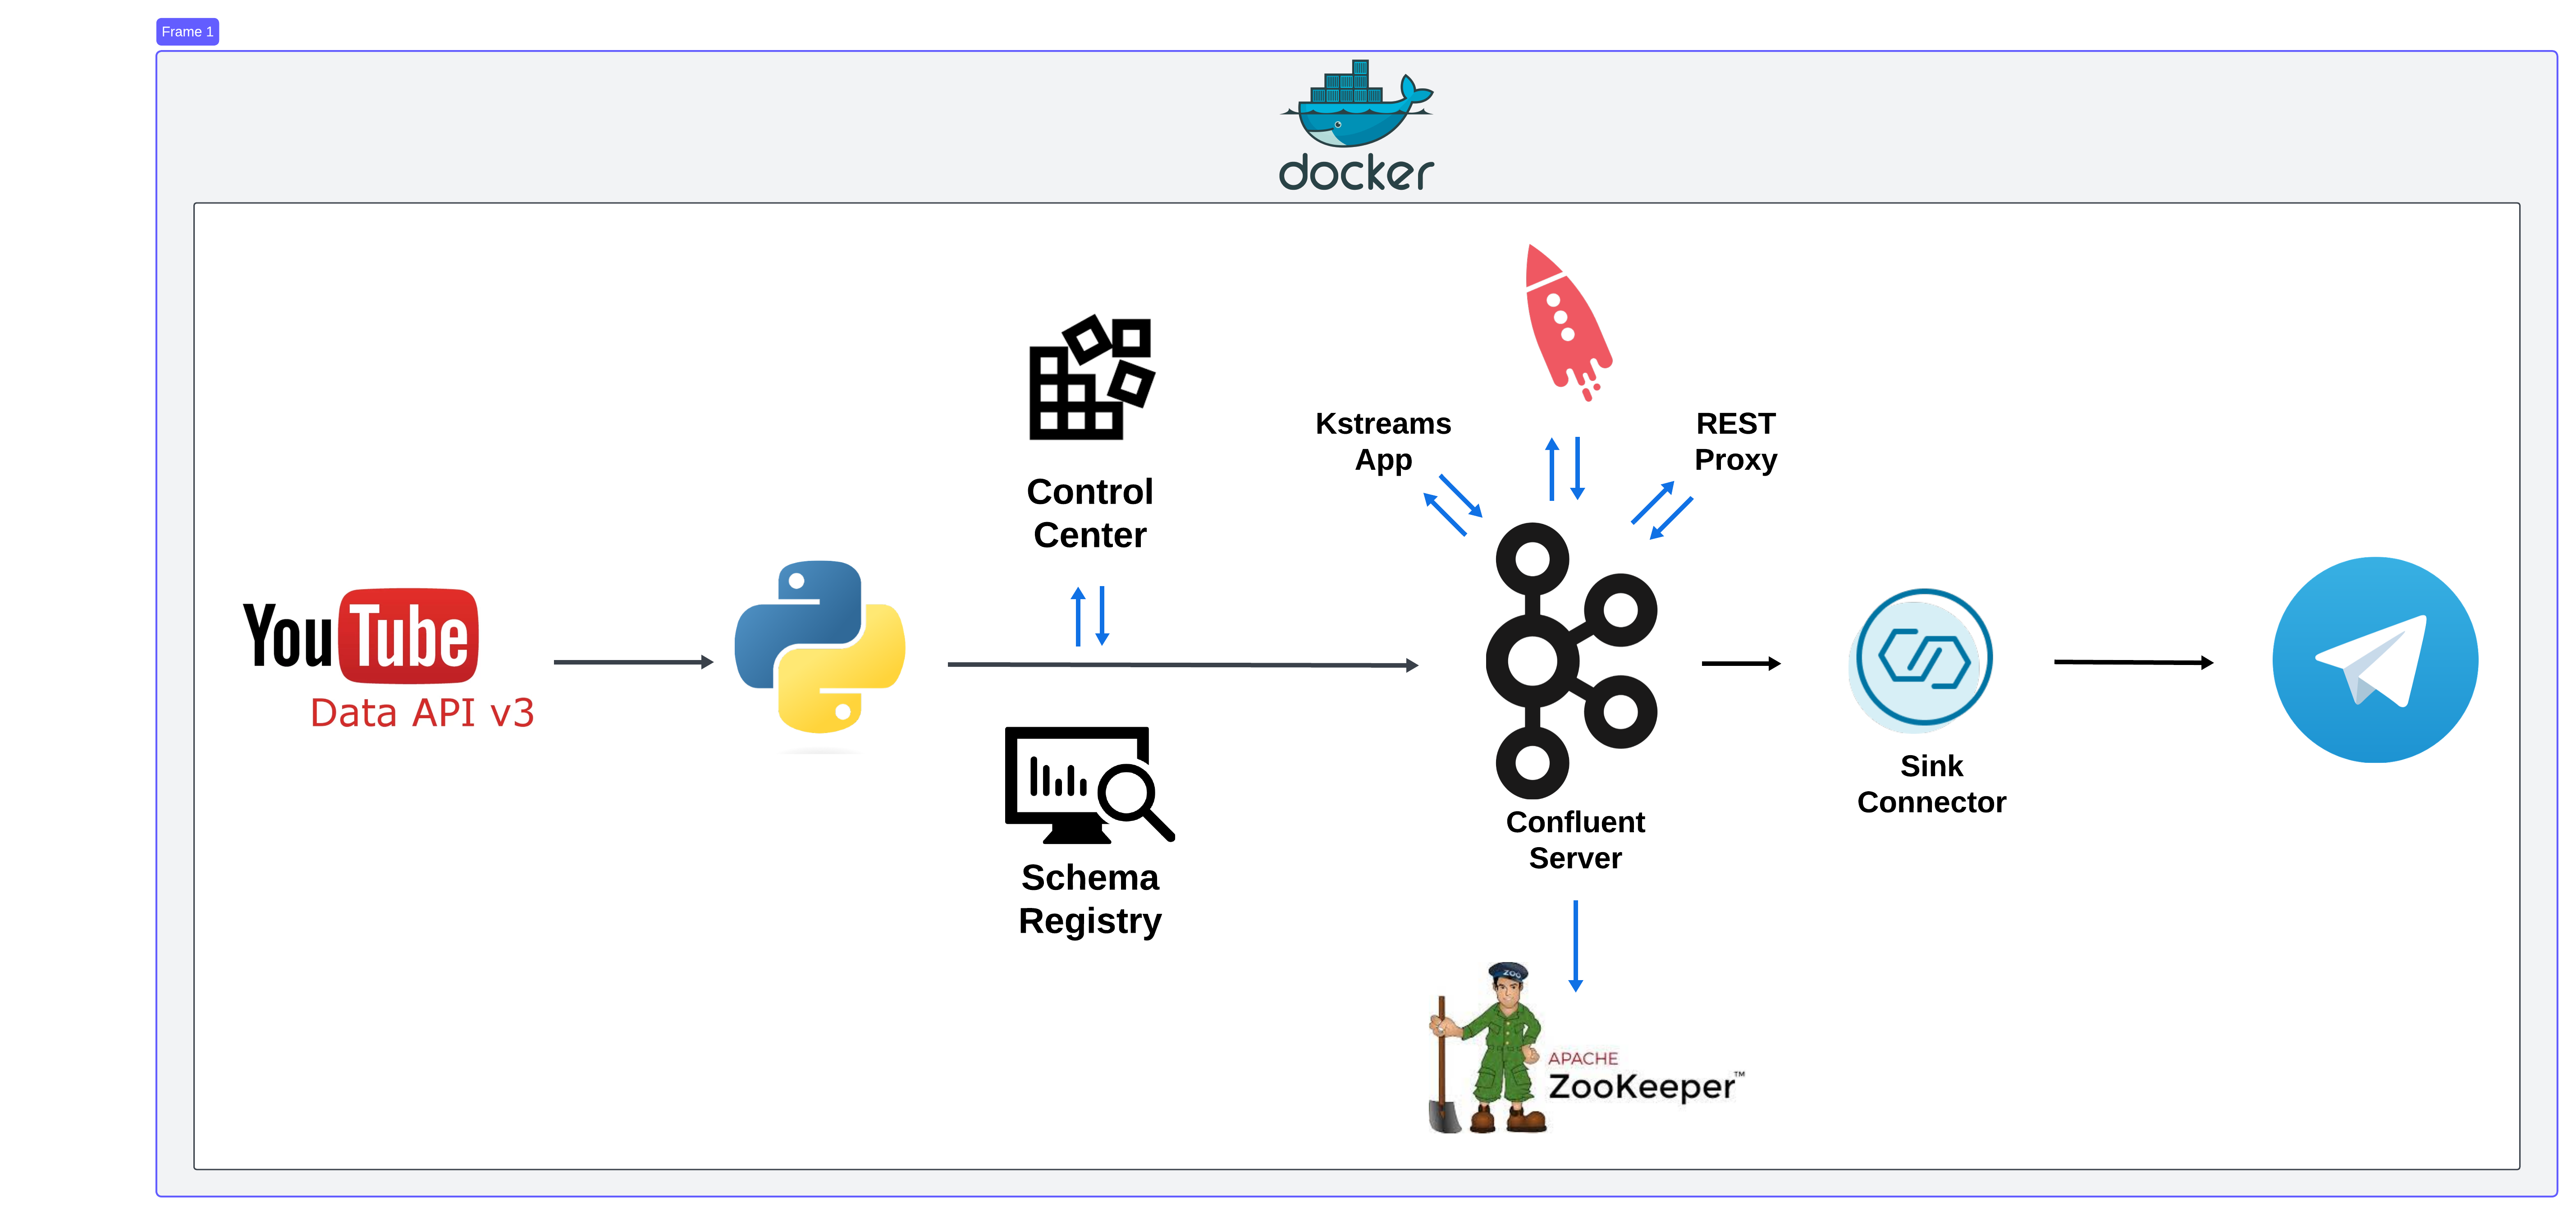 Frame 1
docker
Kstreams
App
REST
Proxy
Control
Center
YouTube
Data API v3
Schema
Registry
Confluent
Server
Sink
Connector
ZOO
APACHE
ZooKeeper™